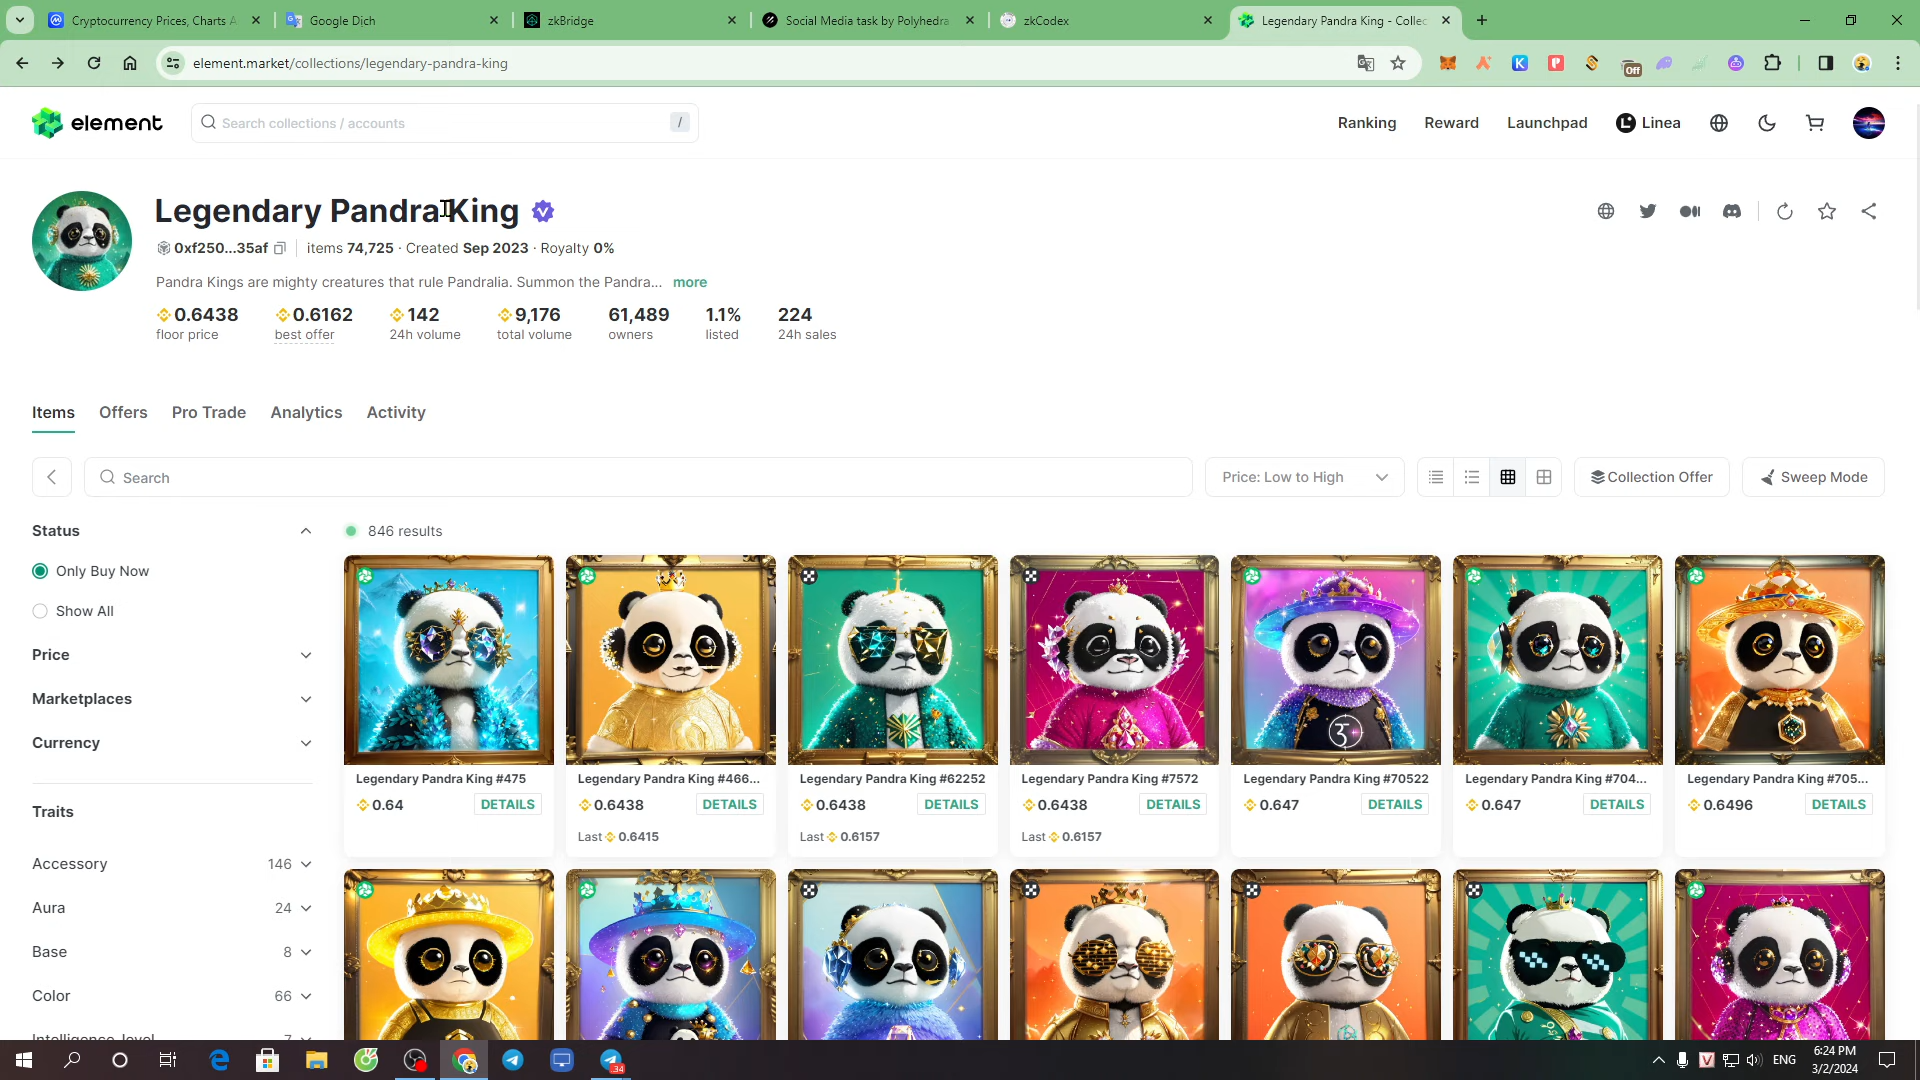 Cryptocurrency Prices, Charts A
Google Dịch
zkBridge
Social Media task by Polyhedra
zkCodex
Legendary Pandra King - Collec
element.market/collections/legendary-pandra-king
Off
element
Search collections / accounts
/
Ranking
Reward
Launchpad
Linea
Legendary Pandra King
0xf250...35af
items 74,725 · Created Sep 2023 · Royalty 0%
Pandra Kings are mighty creatures that rule Pandralia. Summon the Pandra... more
0.6438 0.6162 142 9,176 61,489 1.1% 224
floor price best offer 24h volume total volume owners listed 24h sales
Items Offers Pro Trade Analytics Activity
Search
Price: Low to High
Collection Offer
Sweep Mode
Status
846 results
Only Buy Now
Show All
Price
Marketplaces
Currency
Traits
Accessory 146
Aura 24
Base 8
Color 66
Intelligence level 7
Legendary Pandra King #475
0.64 DETAILS
Legendary Pandra King #466...
0.6438 DETAILS
Last 0.6415
Legendary Pandra King #62252
0.6438 DETAILS
Last 0.6157
Legendary Pandra King #7572
0.6438 DETAILS
Last 0.6157
Legendary Pandra King #70522
0.647 DETAILS
Legendary Pandra King #704...
0.647 DETAILS
Legendary Pandra King #705...
0.6496 DETAILS
34
ENG
6:24 PM
3/2/2024